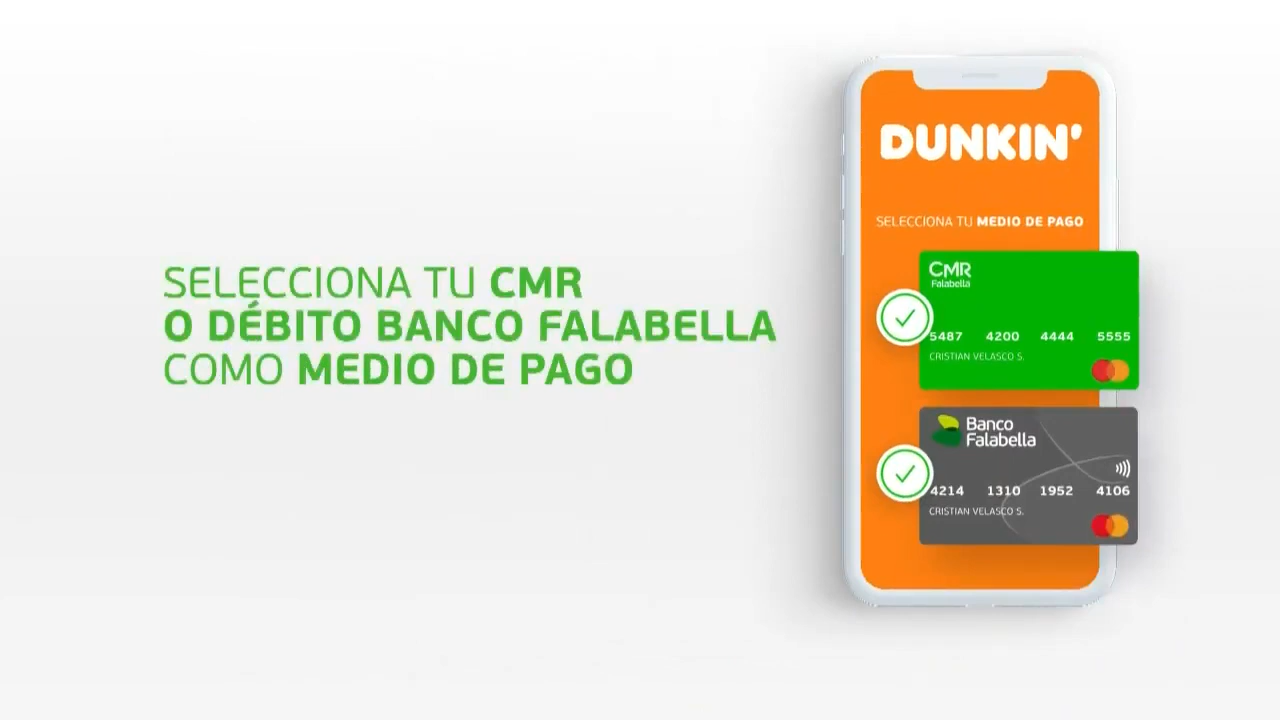 SELECCIONA TU CMR
O DÉBITO BANCO FALABELLA
COMO MEDIO DE PAGO
DUNKIN'
SELECCIONA TU MEDIO DE PAGO
CMR
Falabella
5487 4200 4444 5555
CRISTIAN VELASCO S.
Banco
Falabella
4214 1310 1952 4106
CRISTIAN VELASCO S.